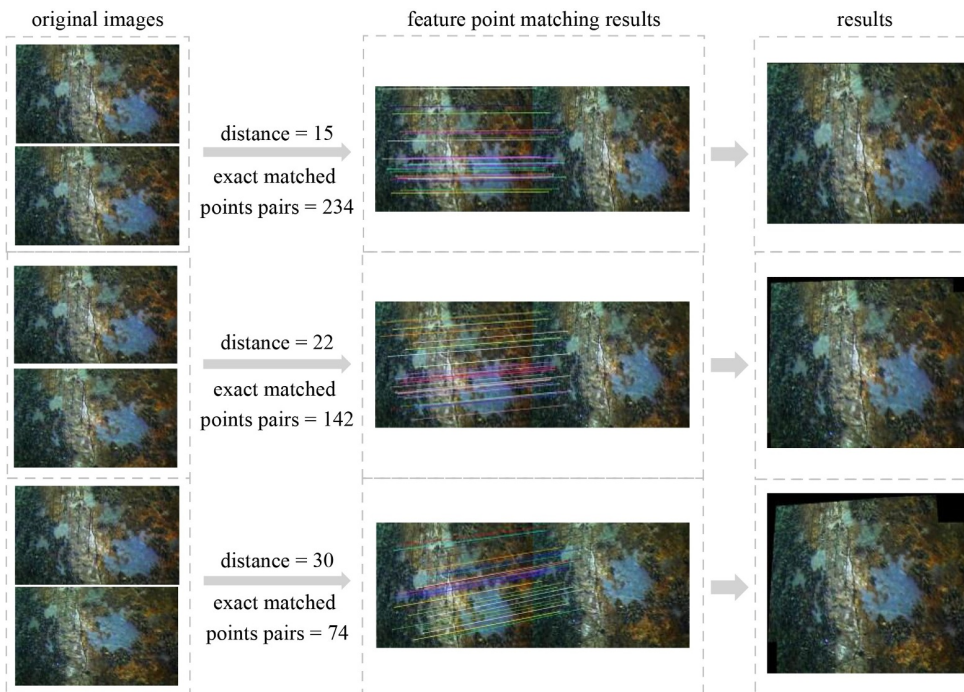 original images
feature point matching results
results
distance = 15
exact matched
points pairs = 234
distance = 22
exact matched
points pairs = 142
distance = 30
exact matched
points pairs = 74